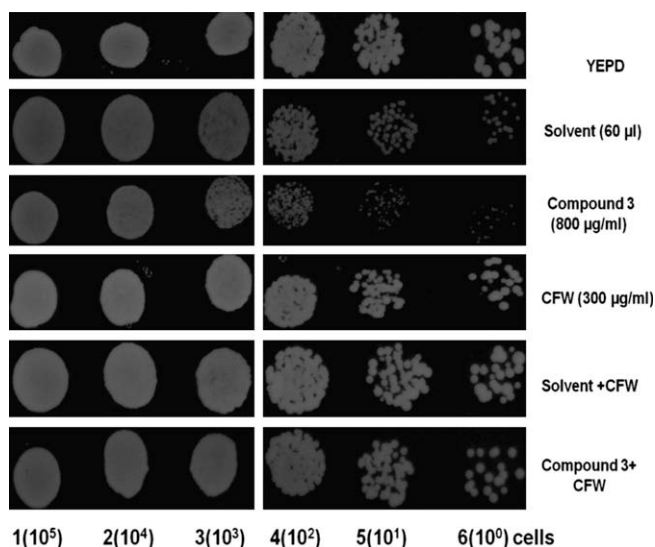 YEPD
Solvent (60 µl)
Compound 3
(800 µg/ml)
CFW (300 µg/ml)
Solvent +CFW
Compound 3+
CFW
1(10⁵) 2(10⁴) 3(10³) 4(10²) 5(10¹) 6(10⁰) cells